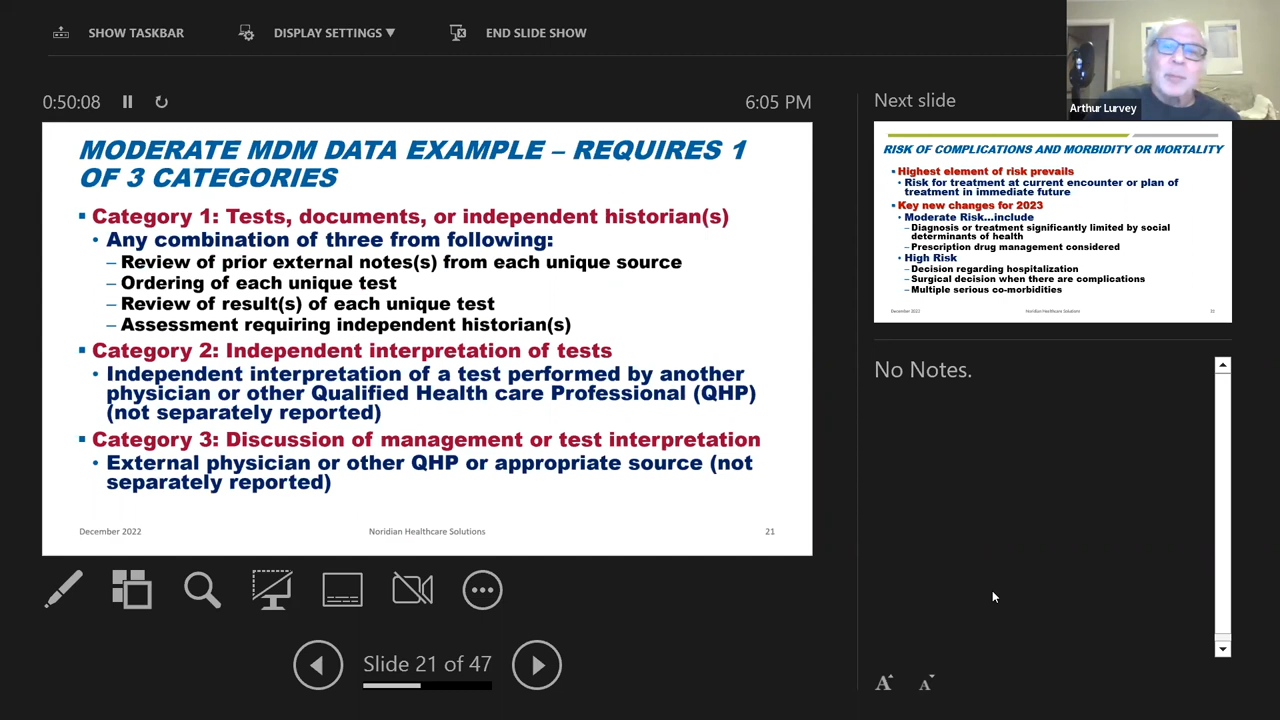 SHOW TASKBAR
DISPLAY SETTINGS ▼
END SLIDE SHOW
0:50:08
6:05 PM
MODERATE MDM DATA EXAMPLE – REQUIRES 1
OF 3 CATEGORIES
▪ Category 1: Tests, documents, or independent historian(s)
• Any combination of three from following:
– Review of prior external notes(s) from each unique source
– Ordering of each unique test
– Review of result(s) of each unique test
– Assessment requiring independent historian(s)
▪ Category 2: Independent interpretation of tests
• Independent interpretation of a test performed by another
physician or other Qualified Health care Professional (QHP)
(not separately reported)
▪ Category 3: Discussion of management or test interpretation
• External physician or other QHP or appropriate source (not
separately reported)
December 2022
Noridian Healthcare Solutions
21
Slide 21 of 47
Arthur Lurvey
Next slide
RISK OF COMPLICATIONS AND MORBIDITY OR MORTALITY
▪ Highest element of risk prevails
• Risk for treatment at current encounter or plan of
treatment in immediate future
▪ Key new changes for 2023
• Moderate Risk...include
– Diagnosis or treatment significantly limited by social
determinants of health
– Prescription drug management considered
• High Risk
– Decision regarding hospitalization
– Surgical decision when there are complications
– Multiple serious co-morbidities
December 2022
Noridian Healthcare Solutions
No Notes.
A
A